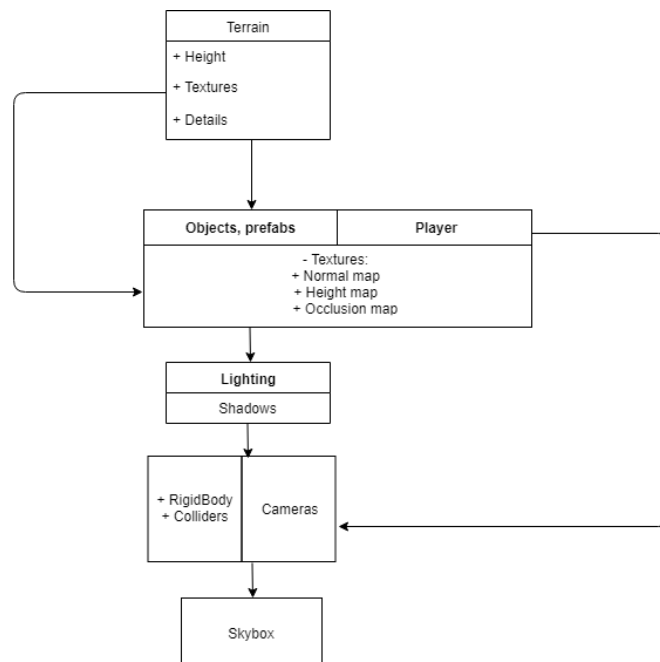 Terrain
+ Height
+ Textures
+ Details
Objects, prefabs
Player
- Textures:
+ Normal map
+ Height map
+ Occlusion map
Lighting
Shadows
+ RigidBody
+ Colliders
Cameras
Skybox